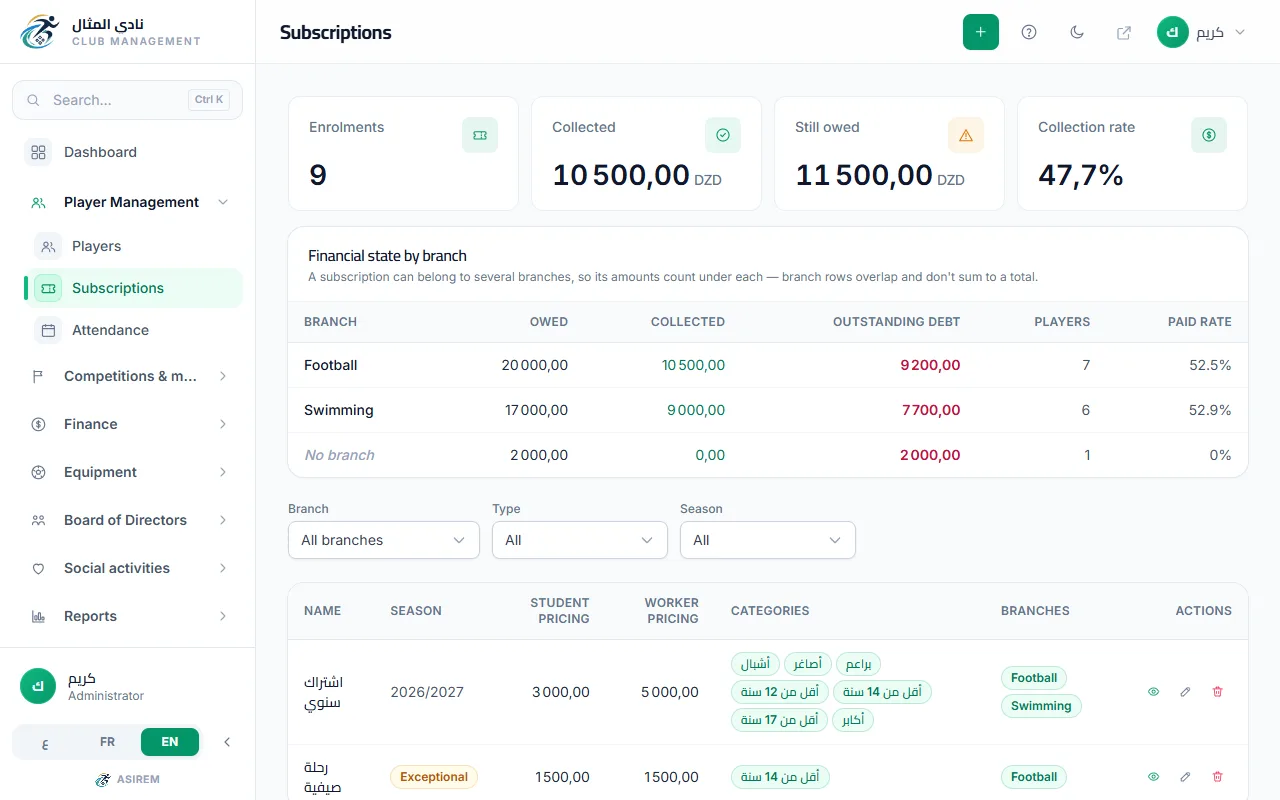 نادي المثال
CLUB MANAGEMENT
Subscriptions
+
ك
كريم
Search...
Ctrl K
Dashboard
Player Management
Players
Subscriptions
Attendance
Competitions & m...
Finance
Equipment
Board of Directors
Social activities
Reports
ك
كريم
Administrator
ع
FR
EN
ASIREM
Enrolments
9
Collected
10 500,00 DZD
Still owed
11 500,00 DZD
Collection rate
47,7%
Financial state by branch
A subscription can belong to several branches, so its amounts count under each — branch rows overlap and don't sum to a total.
BRANCH OWED COLLECTED OUTSTANDING DEBT PLAYERS PAID RATE
Football 20 000,00 10 500,00 9 200,00 7 52.5%
Swimming 17 000,00 9 000,00 7 700,00 6 52.9%
No branch 2 000,00 0,00 2 000,00 1 0%
Branch Type Season
All branches All All
NAME SEASON STUDENT PRICING WORKER PRICING CATEGORIES BRANCHES ACTIONS
اشتراك
سنوي
2026/2027
3 000,00
5 000,00
براعم أصاغر أشبال
أقل من 14 سنة أقل من 12 سنة
أكابر أقل من 17 سنة
Football
Swimming
رحلة
صيفية
Exceptional
1 500,00
1 500,00
أقل من 14 سنة
Football